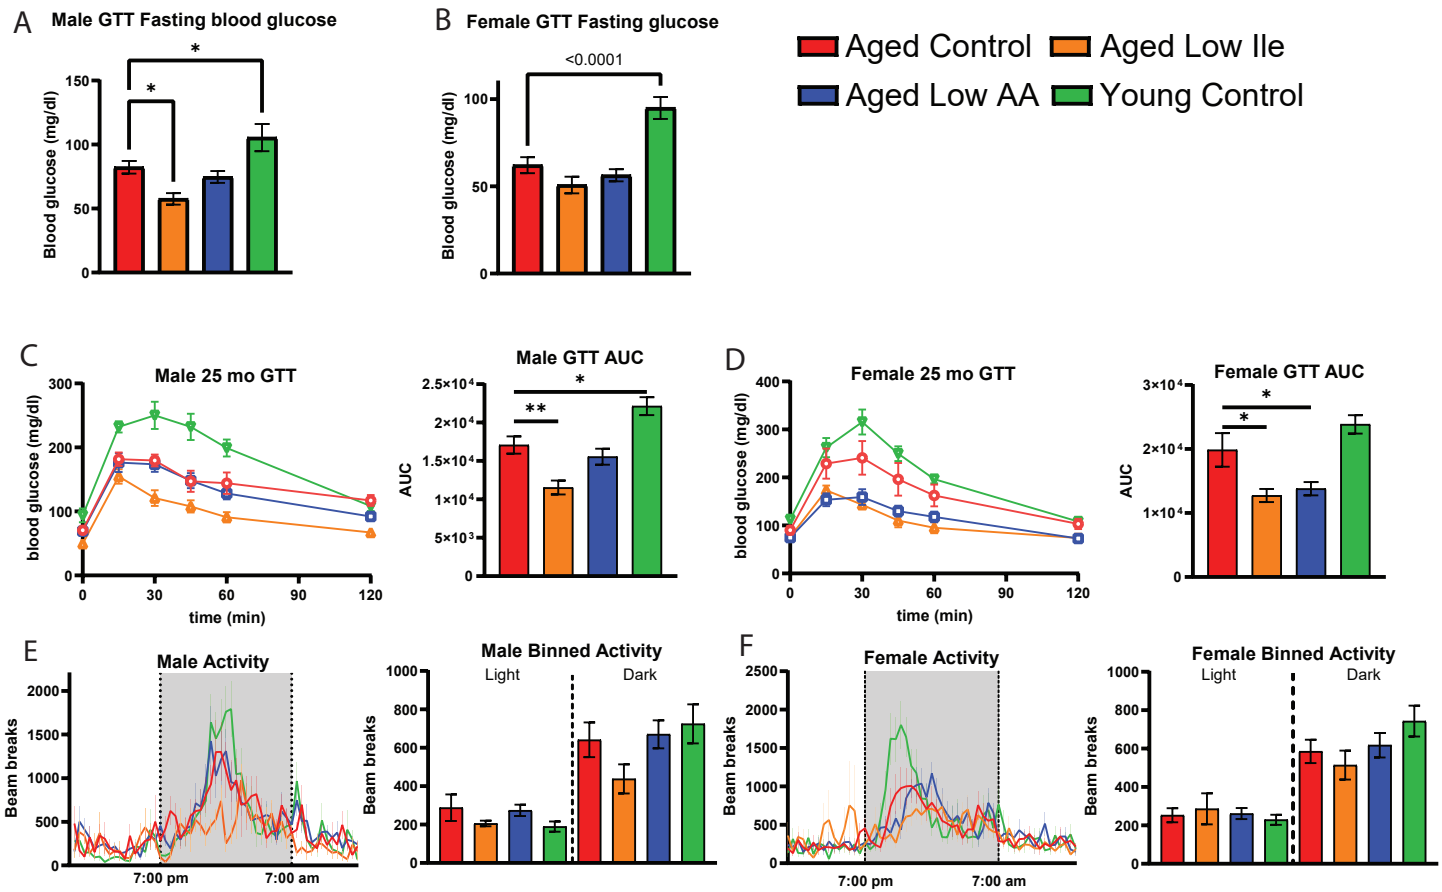 A Male GTT Fasting blood glucose
*
*
150
100
50
0
Blood glucose (mg/dl)
B Female GTT Fasting glucose
<0.0001
100
50
0
Blood glucose (mg/dl)
Aged Control Aged Low Ile
Aged Low AA Young Control
C
Male 25 mo GTT
300
200
100
0
blood glucose (mg/dl)
0 30 60 90 120
time (min)
Male GTT AUC
*
**
2.5×10⁴
2×10⁴
1.5×10⁴
1×10⁴
5×10³
0
AUC
D
Female 25 mo GTT
400
300
200
100
0
blood glucose (mg/dl)
0 30 60 90 120
time (min)
Female GTT AUC
*
*
3×10⁴
2×10⁴
1×10⁴
0
AUC
E
Male Activity
2000
1500
1000
500
0
Beam breaks
7:00 pm 7:00 am
Male Binned Activity
Light Dark
1000
800
600
400
200
0
Beam breaks
F
Female Activity
2500
2000
1500
1000
500
0
Beam breaks
7:00 pm 7:00 am
Female Binned Activity
Light Dark
1000
800
600
400
200
0
Beam breaks